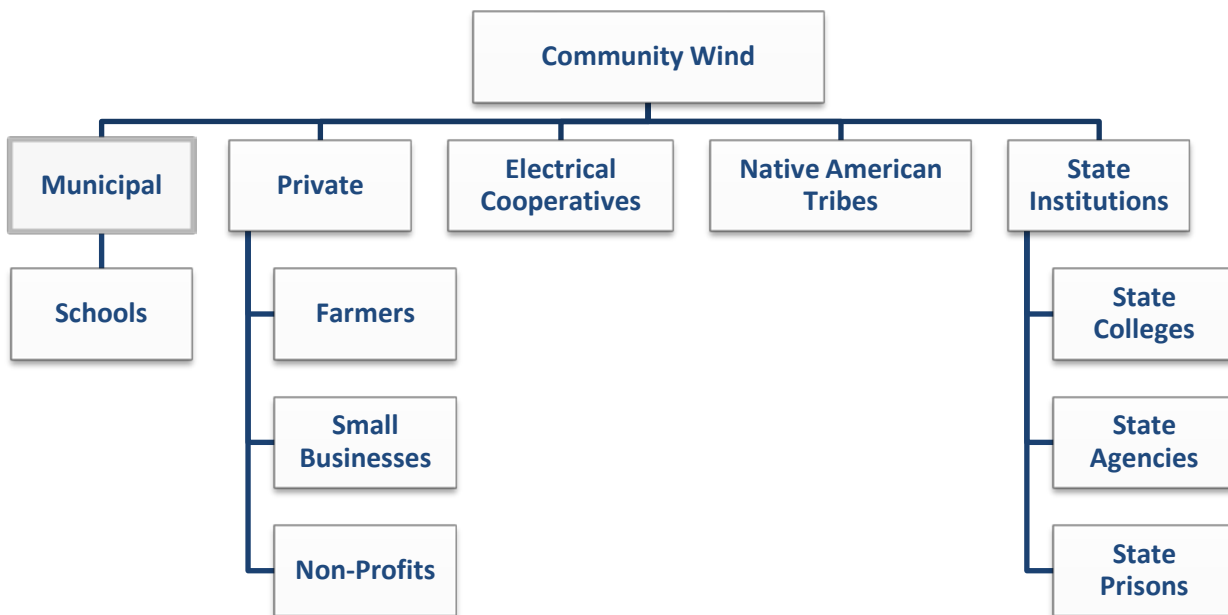 Community Wind
Municipal
Private
Electrical
Cooperatives
Native American
Tribes
State
Institutions
Schools
Farmers
Small
Businesses
Non-Profits
State
Colleges
State
Agencies
State
Prisons